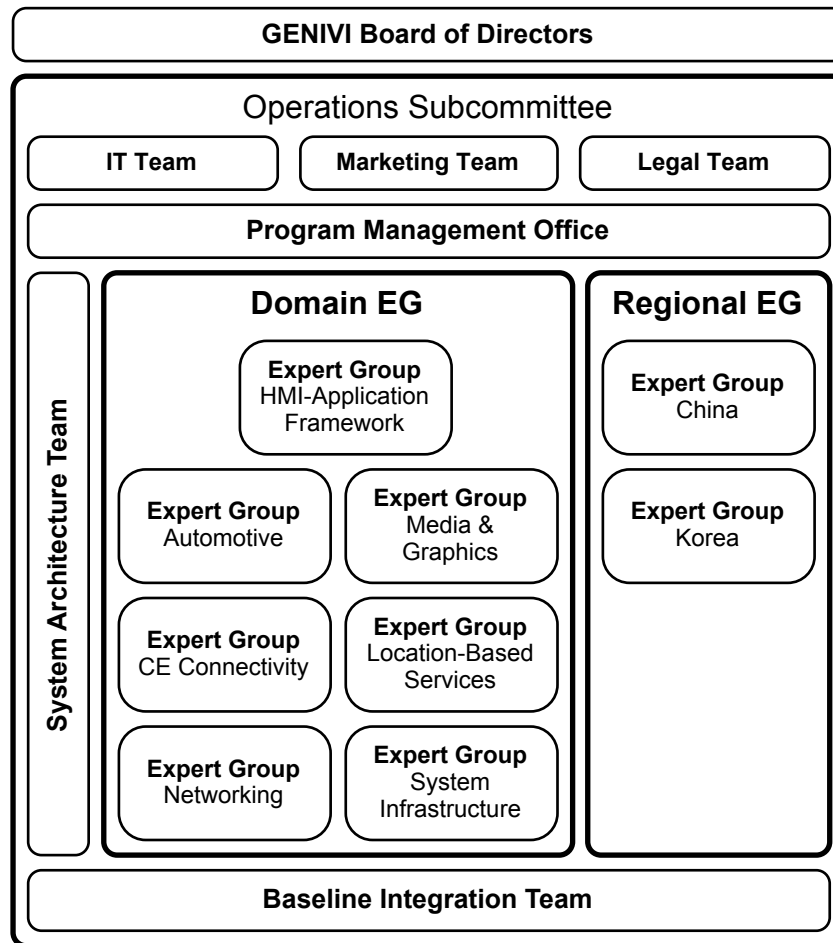 GENIVI Board of Directors
Operations Subcommittee
IT Team
Marketing Team
Legal Team
Program Management Office
System Architecture Team
Domain EG
Expert Group
HMI-Application
Framework
Expert Group
Automotive
Expert Group
Media &
Graphics
Expert Group
CE Connectivity
Expert Group
Location-Based
Services
Expert Group
Networking
Expert Group
System
Infrastructure
Regional EG
Expert Group
China
Expert Group
Korea
Baseline Integration Team